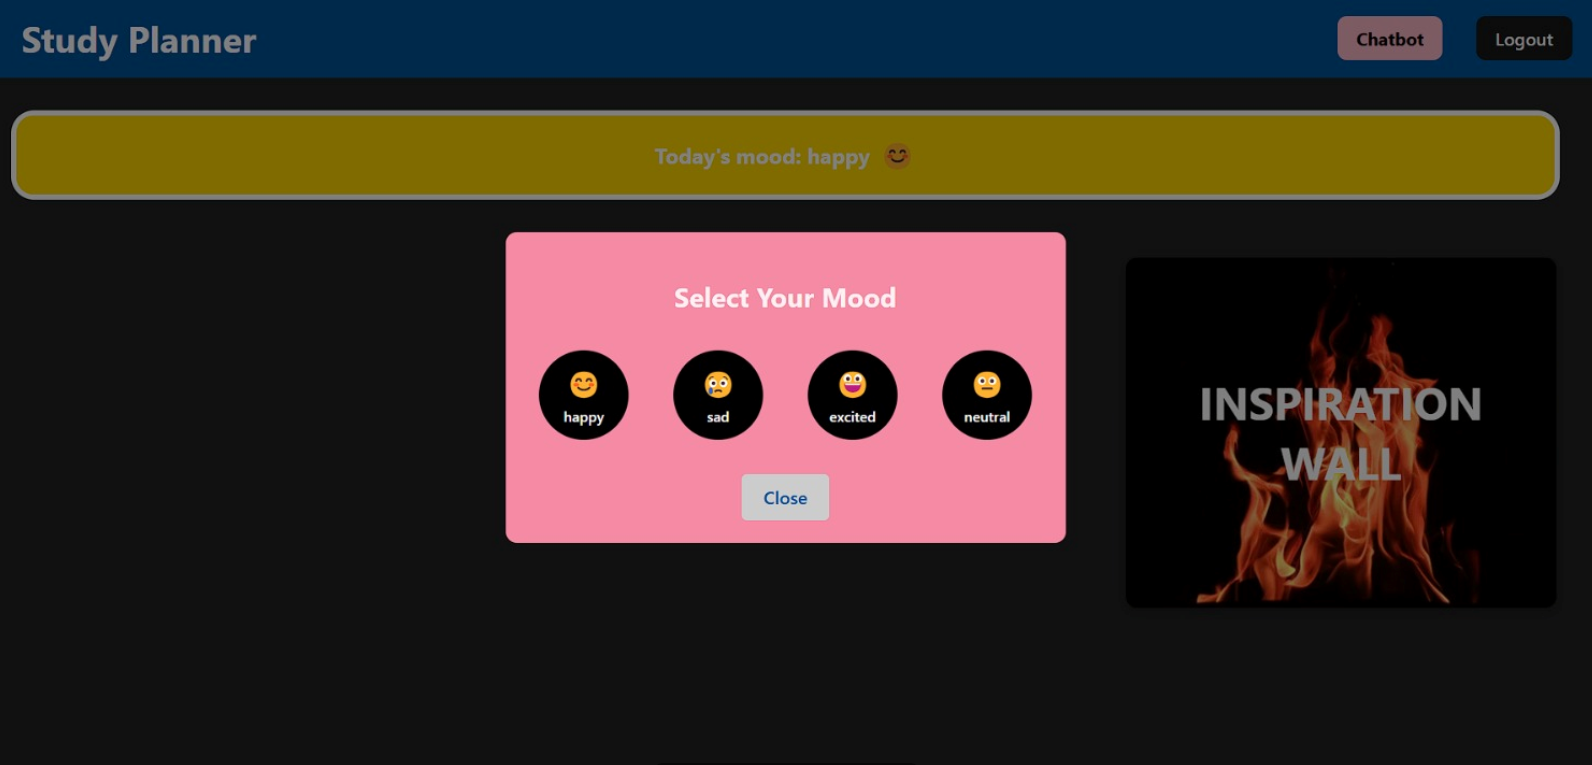 Study Planner
Chatbot
Logout
Today's mood: happy 😊
Select Your Mood
😊
😢
😀
😐
happy
sad
excited
neutral
Close
INSPIRATION
WALL